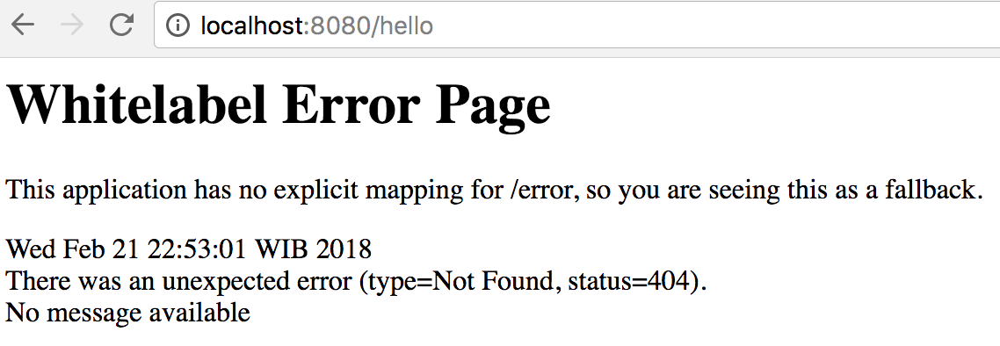 localhost:8080/hello
Whitelabel Error Page
This application has no explicit mapping for /error, so you are seeing this as a fallback.
Wed Feb 21 22:53:01 WIB 2018
There was an unexpected error (type=Not Found, status=404).
No message available